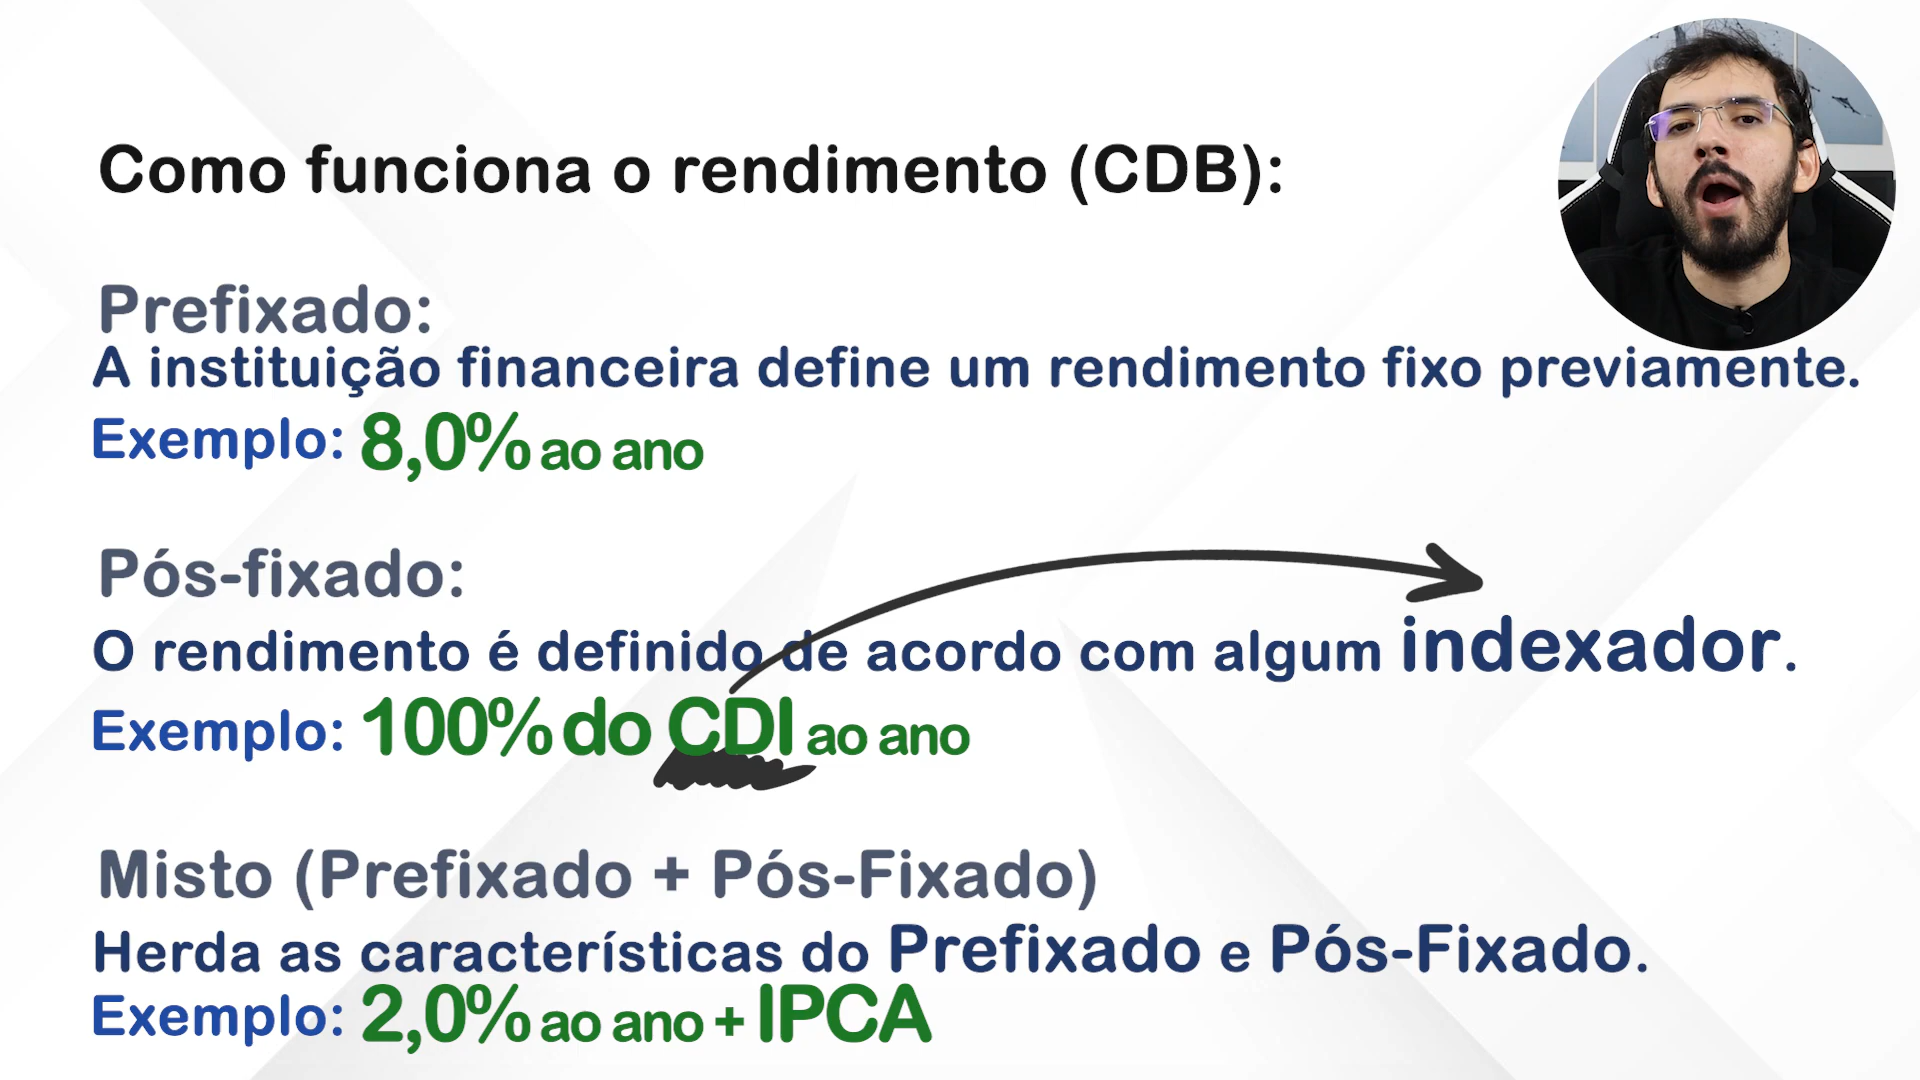 Como funciona o rendimento (CDB):
Prefixado:
A instituição financeira define um rendimento fixo previamente.
Exemplo: 8,0% ao ano
Pós-fixado:
O rendimento é definido de acordo com algum indexador.
Exemplo: 100% do CDI ao ano
Misto (Prefixado + Pós-Fixado)
Herda as características do Prefixado e Pós-Fixado.
Exemplo: 2,0% ao ano + IPCA